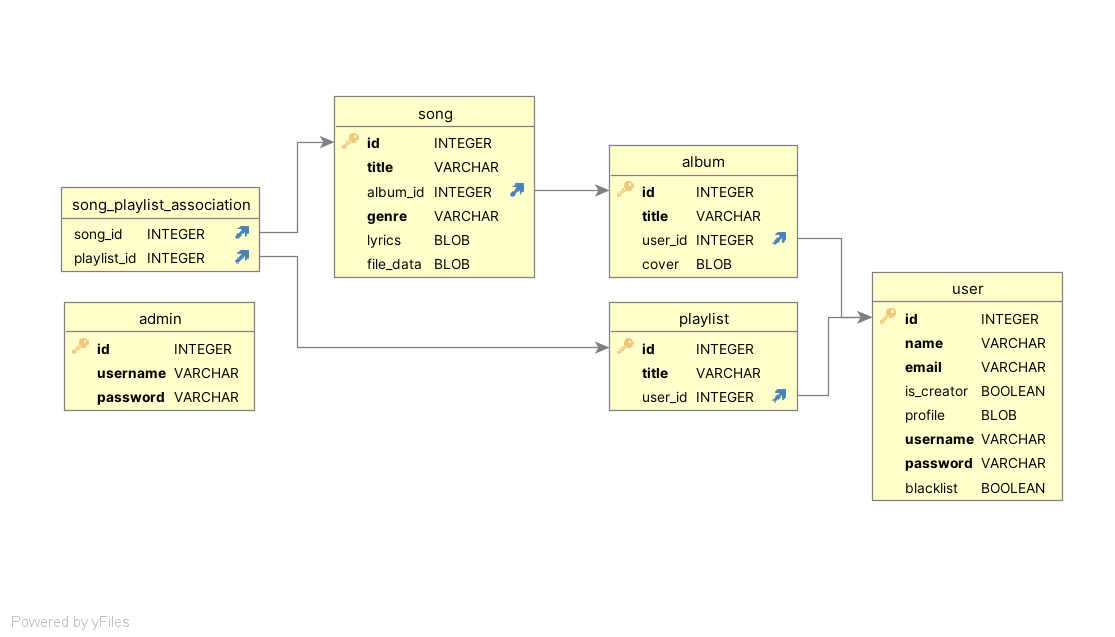 song_playlist_association
song_id INTEGER
playlist_id INTEGER
admin
id INTEGER
username VARCHAR
password VARCHAR
song
id INTEGER
title VARCHAR
album_id INTEGER
genre VARCHAR
lyrics BLOB
file_data BLOB
album
id INTEGER
title VARCHAR
user_id INTEGER
cover BLOB
playlist
id INTEGER
title VARCHAR
user_id INTEGER
user
id INTEGER
name VARCHAR
email VARCHAR
is_creator BOOLEAN
profile BLOB
username VARCHAR
password VARCHAR
blacklist BOOLEAN
Powered by yFiles